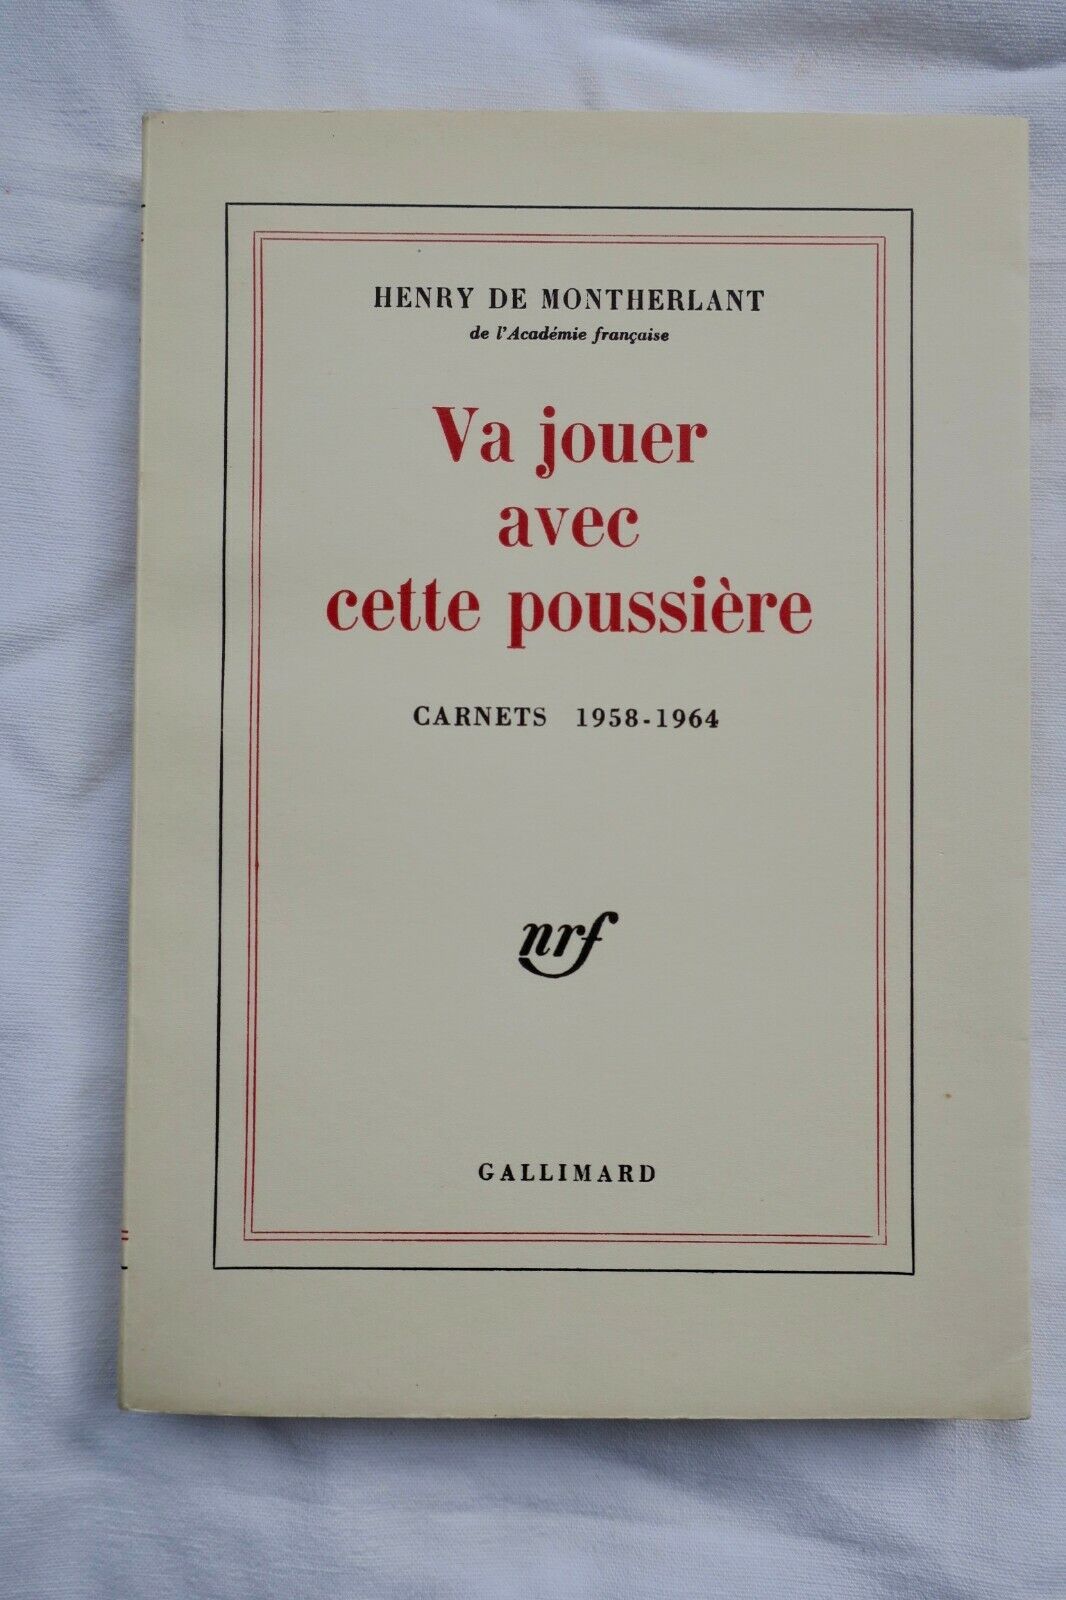 HENRY DE MONTHERLANT
de l'Académie française
Va jouer
avec
cette poussière
CARNETS 1958-1964
nrf
GALLIMARD